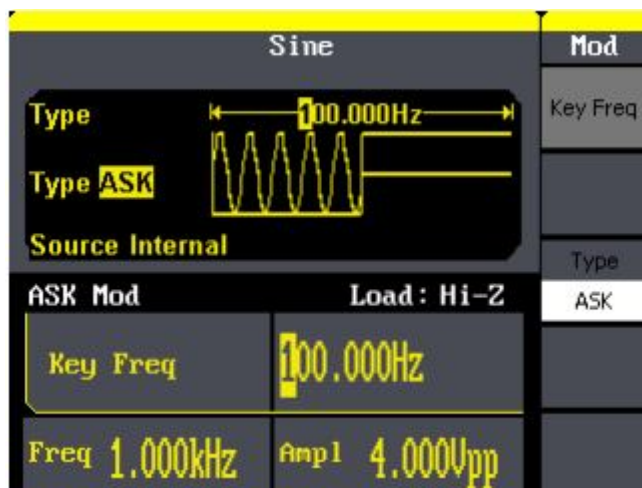 Sine
Mod
Type
100.000Hz
Key Freq
Type ASK
Source Internal
Type
ASK
ASK Mod
Load: Hi-Z
Key Freq
100.000Hz
Freq 1.000kHz
Ampl 4.000Vpp